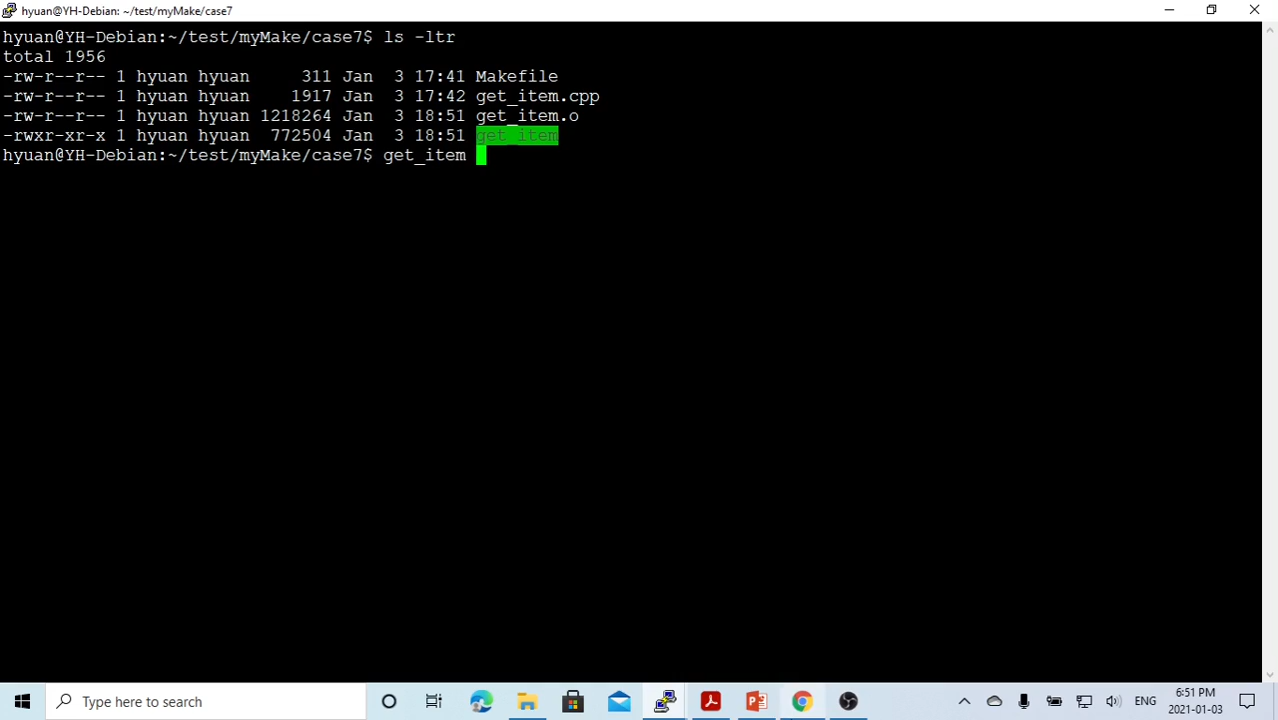 hyuan@YH-Debian: ~/test/myMake/case7
hyuan@YH-Debian:~/test/myMake/case7$ ls -ltr
total 1956
-rw-r--r-- 1 hyuan hyuan     311 Jan  3 17:41 Makefile
-rw-r--r-- 1 hyuan hyuan    1917 Jan  3 17:42 get_item.cpp
-rw-r--r-- 1 hyuan hyuan 1218264 Jan  3 18:51 get_item.o
-rwxr-xr-x 1 hyuan hyuan  772504 Jan  3 18:51 get_item
hyuan@YH-Debian:~/test/myMake/case7$ get_item
Type here to search
ENG
6:51 PM
2021-01-03